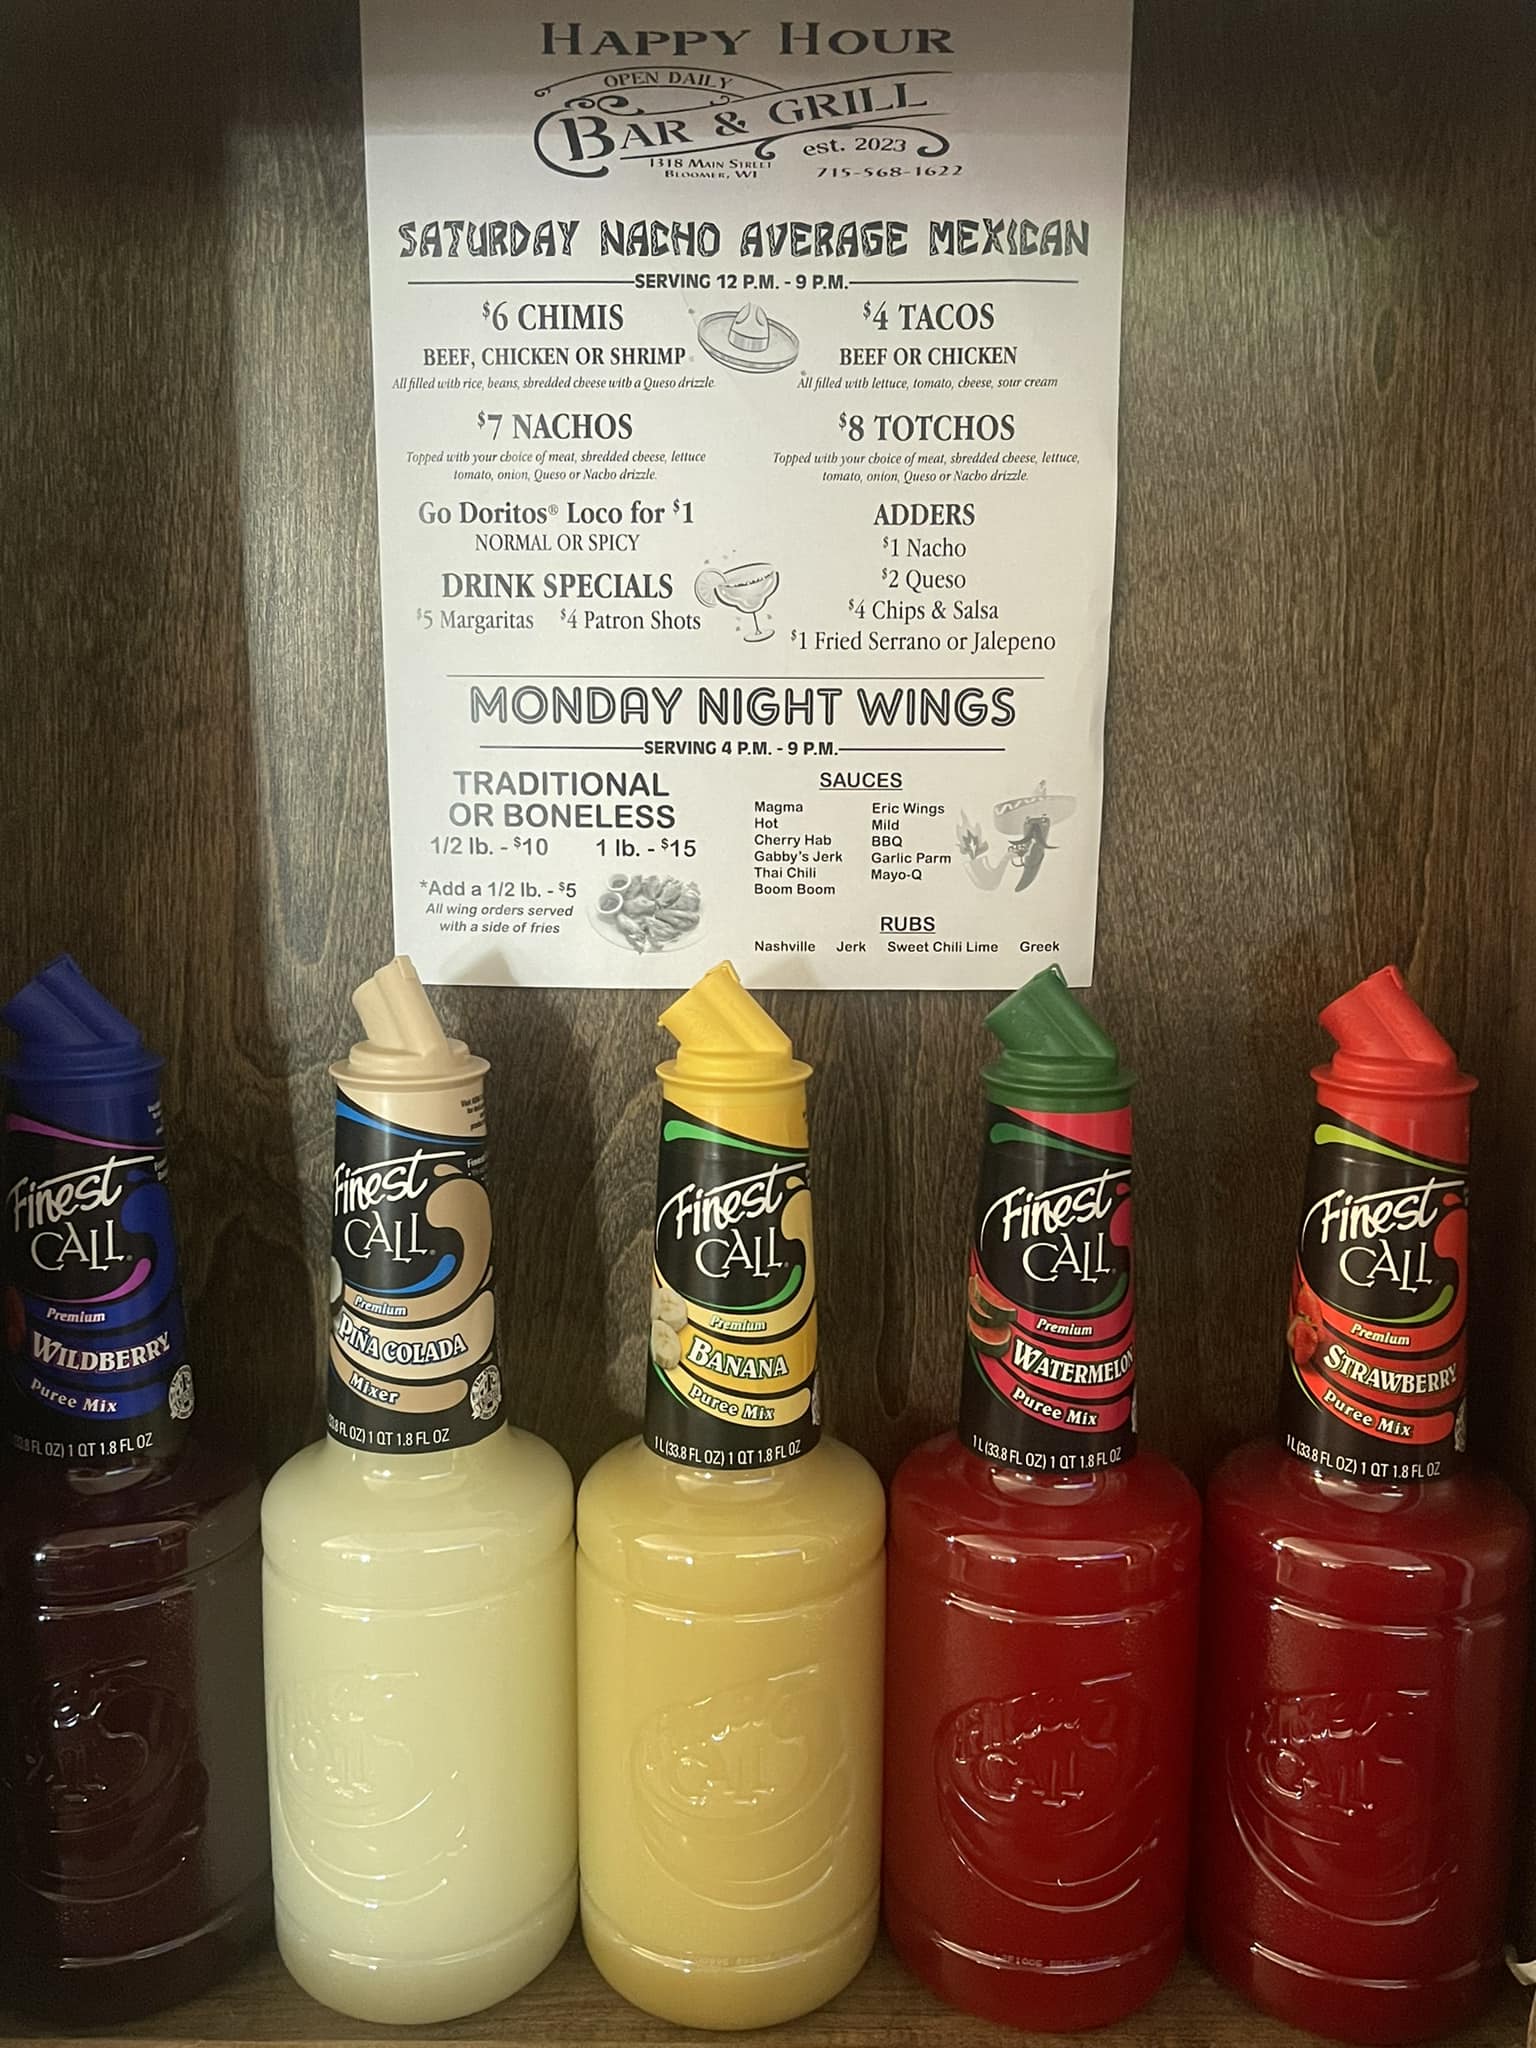 HAPPY HOUR
OPEN DAILY
BAR & GRILL
est. 2023
1318 MAIN STREET
BLOOMER, WI
715-568-1622
SATURDAY NACHO AVERAGE MEXICAN
SERVING 12 P.M. - 9 P.M.
$6 CHIMIS
BEEF, CHICKEN OR SHRIMP
All filled with rice, beans, shredded cheese with a Queso drizzle
$4 TACOS
BEEF OR CHICKEN
All filled with lettuce, tomato, cheese, sour cream
$7 NACHOS
Topped with your choice of meat, shredded cheese, lettuce
tomato, onion, Queso or Nacho drizzle.
$8 TOTCHOS
Topped with your choice of meat, shredded cheese, lettuce,
tomato, onion, Queso or Nacho drizzle.
Go Doritos® Loco for $1
NORMAL OR SPICY
DRINK SPECIALS
$5 Margaritas $4 Patron Shots
ADDERS
$1 Nacho
$2 Queso
$4 Chips & Salsa
$1 Fried Serrano or Jalepeno
MONDAY NIGHT WINGS
SERVING 4 P.M. - 9 P.M.
TRADITIONAL
OR BONELESS
1/2 lb. - $10 1 lb. - $15
*Add a 1/2 lb. - $5
All wing orders served
with a side of fries
SAUCES
Magma
Hot
Cherry Hab
Gabby's Jerk
Thai Chili
Boom Boom
Eric Wings
Mild
BBQ
Garlic Parm
Mayo-Q
RUBS
Nashville Jerk Sweet Chili Lime Greek
Finest
CALL®
Premium
WILDBERRY
Puree Mix
FL OZ) 1 QT 1.8 FL OZ
Finest
CALL®
Premium
PIÑA COLADA
Mixer
FL OZ) 1 QT 1.8 FL OZ
Finest
CALL®
Premium
BANANA
Puree Mix
1 L (33.8 FL OZ) 1 QT 1.8 FL OZ
Finest
CALL®
Premium
WATERMELON
Puree Mix
1 L (33.8 FL OZ) 1 QT 1.8 FL OZ
Finest
CALL®
Premium
STRAWBERRY
Puree Mix
1 L (33.8 FL OZ) 1 QT 1.8 FL OZ